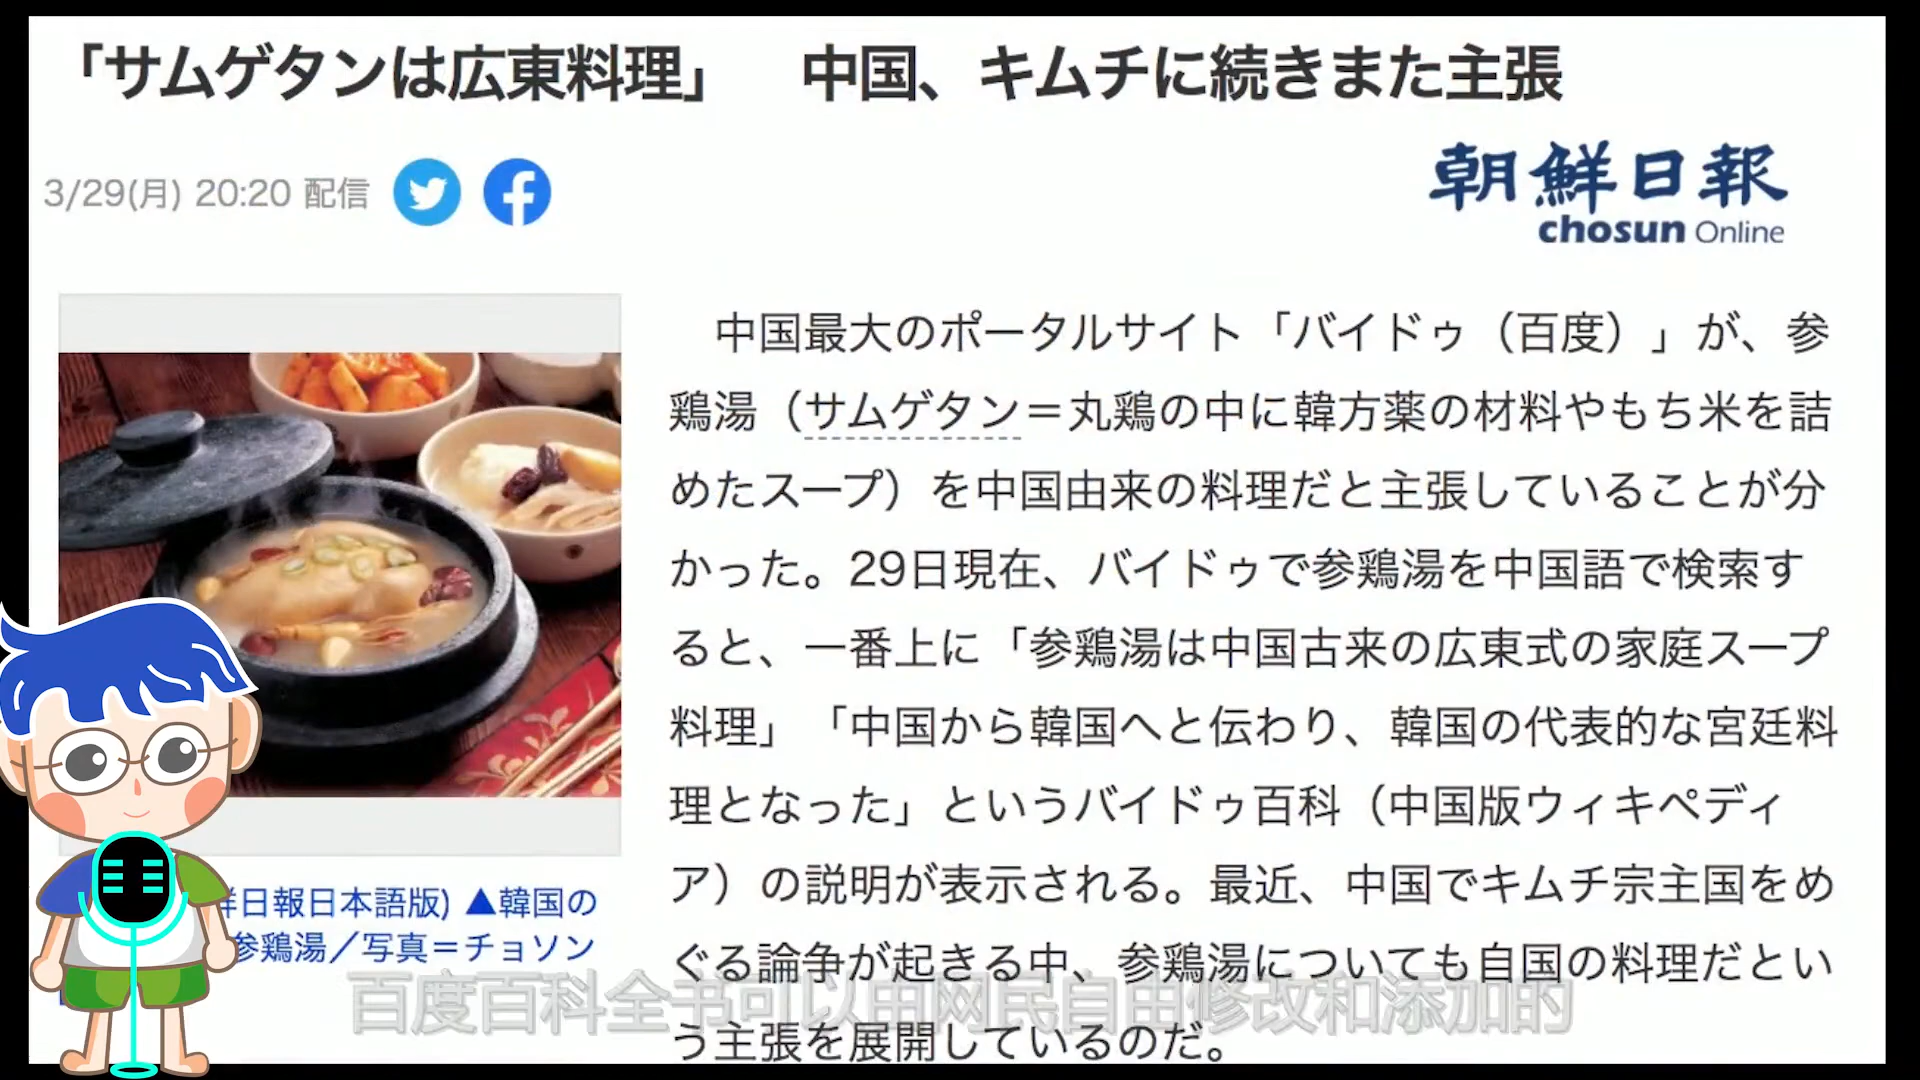 「サムゲタンは広東料理」　中国、キムチに続きまた主張
3/29(月) 20:20 配信
朝鮮日報
chosun Online
中国最大のポータルサイト「バイドゥ（百度）」が、参
鶏湯（サムゲタン＝丸鶏の中に韓方薬の材料やもち米を詰
めたスープ）を中国由来の料理だと主張していることが分
かった。29日現在、バイドゥで参鶏湯を中国語で検索す
ると、一番上に「参鶏湯は中国古来の広東式の家庭スープ
料理」「中国から韓国へと伝わり、韓国の代表的な宮廷料
理となった」というバイドゥ百科（中国版ウィキペディ
ア）の説明が表示される。最近、中国でキムチ宗主国をめ
ぐる論争が起きる中、参鶏湯についても自国の料理だとい
う主張を展開しているのだ。
日報日本語版) ▲韓国の
参鶏湯／写真＝チョソン
百度百科全书可以由网民自由修改和添加的